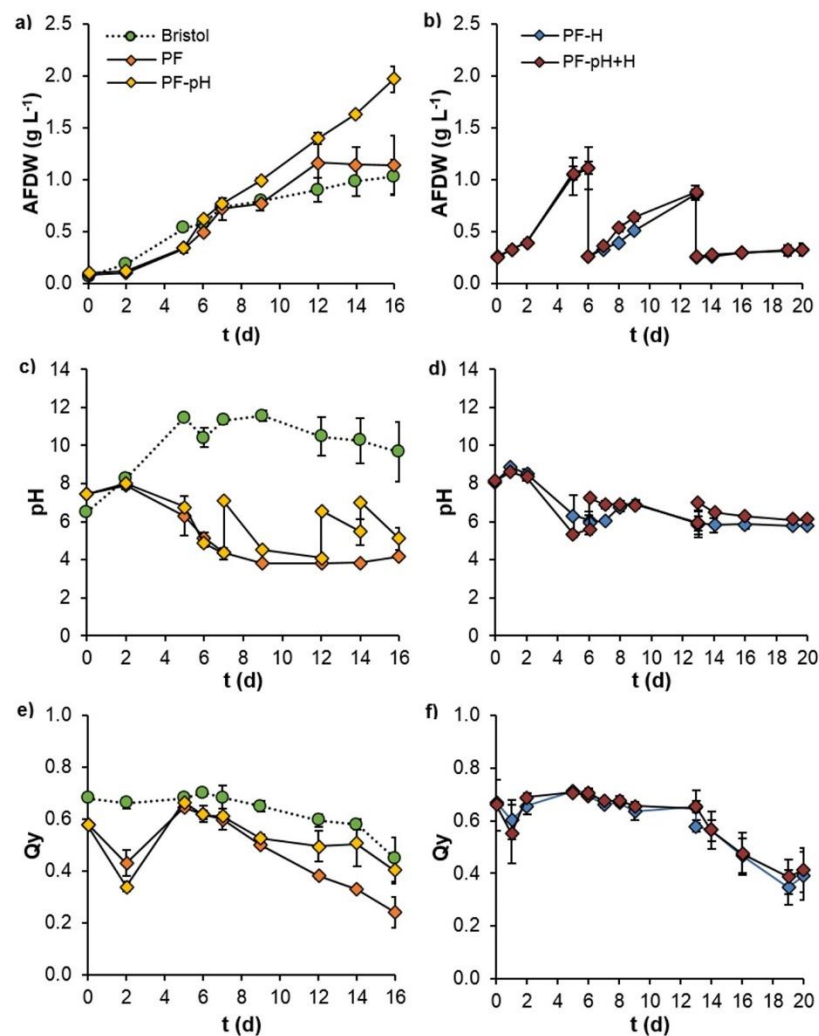 a)
Bristol
PF
PF-pH
2.5
2.0
1.5
1.0
0.5
0.0
AFDW (g L⁻¹)
0 2 4 6 8 10 12 14 16
t (d)
b)
PF-H
PF-pH+H
2.5
2.0
1.5
1.0
0.5
0.0
AFDW (g L⁻¹)
0 2 4 6 8 10 12 14 16 18 20
t (d)
c)
14
12
10
8
6
4
2
0
pH
0 2 4 6 8 10 12 14 16
t (d)
d)
14
12
10
8
6
4
2
0
pH
0 2 4 6 8 10 12 14 16 18 20
t (d)
e)
1.0
0.8
0.6
0.4
0.2
0.0
Qy
0 2 4 6 8 10 12 14 16
t (d)
f)
1.0
0.8
0.6
0.4
0.2
0.0
Qy
0 2 4 6 8 10 12 14 16 18 20
t (d)